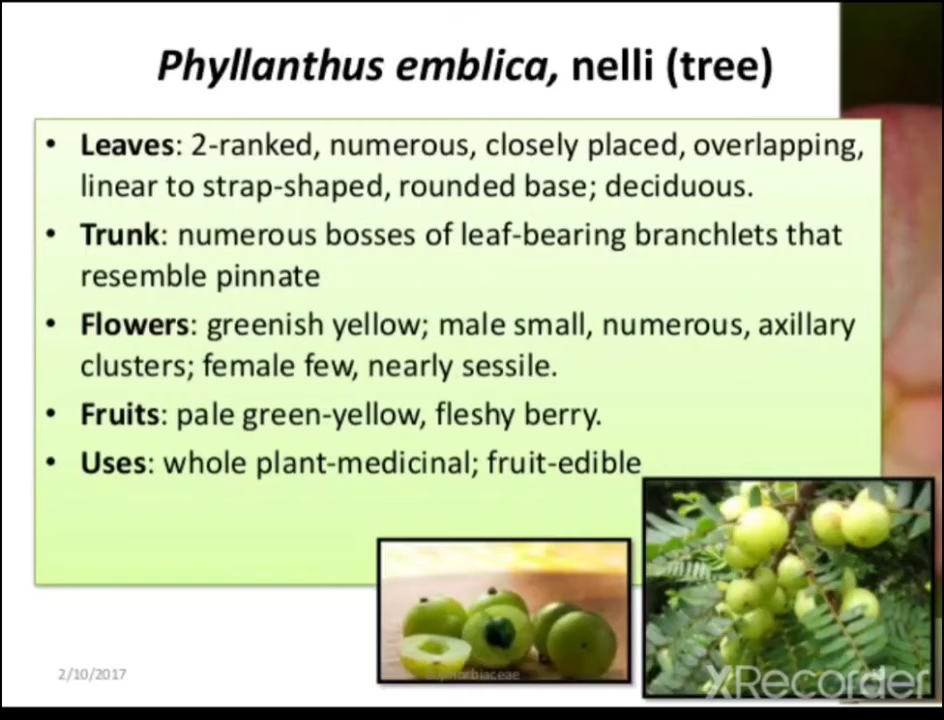 Phyllanthus emblica, nelli (tree)
• Leaves: 2-ranked, numerous, closely placed, overlapping,
linear to strap-shaped, rounded base; deciduous.
• Trunk: numerous bosses of leaf-bearing branchlets that
resemble pinnate
• Flowers: greenish yellow; male small, numerous, axillary
clusters; female few, nearly sessile.
• Fruits: pale green-yellow, fleshy berry.
• Uses: whole plant-medicinal; fruit-edible
2/10/2017
XRecorder